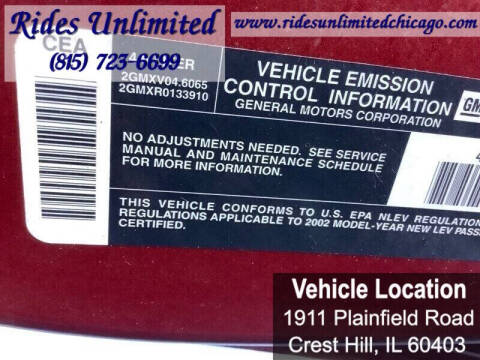 Rides Unlimited
(815) 723-6699
www.ridesunlimitedchicago.com
CEA
2GMXV04.6065
2GMXR0133910
VEHICLE EMISSION
CONTROL INFORMATION
GENERAL MOTORS CORPORATION
GM
NO ADJUSTMENTS NEEDED. SEE SERVICE
MANUAL AND MAINTENANCE SCHEDULE
FOR MORE INFORMATION.
THIS VEHICLE CONFORMS TO U.S. EPA NLEV REGULATION
REGULATIONS APPLICABLE TO 2002 MODEL-YEAR NEW LEV PASS
CERTIFIED.
Vehicle Location
1911 Plainfield Road
Crest Hill, IL 60403